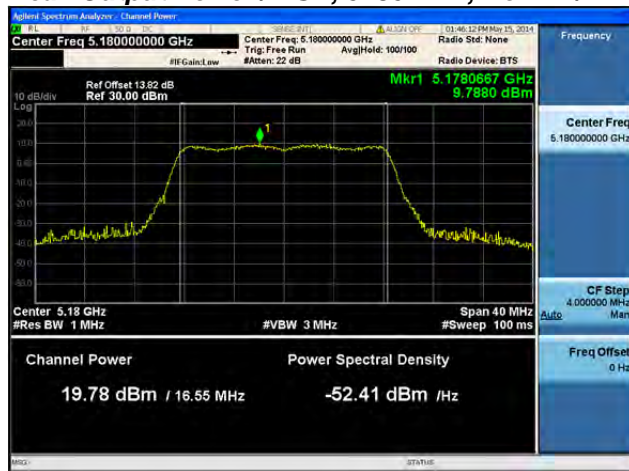 Agilent Spectrum Analyzer - Channel Power
RL RF 50 Ω DC SENSE:INT ALIGN OFF 01:46:12 PM May 15, 2014
Center Freq 5.180000000 GHz
Center Freq: 5.180000000 GHz Radio Std: None
Trig: Free Run Avg|Hold: 100/100
#IFGain:Low #Atten: 22 dB Radio Device: BTS
Frequency
Mkr1 5.1780667 GHz
9.7880 dBm
Ref Offset 13.82 dB
10 dB/div Ref 30.00 dBm
Log
20.0
10.0
0.00
-10.0
-20.0
-30.0
-40.0
-50.0
-60.0
1
Center Freq
5.180000000 GHz
Center 5.18 GHz Span 40 MHz
#Res BW 1 MHz #VBW 3 MHz #Sweep 100 ms
CF Step
4.000000 MHz
Auto Man
Channel Power Power Spectral Density
19.78 dBm / 16.55 MHz -52.41 dBm /Hz
Freq Offset
0 Hz
MSG STATUS